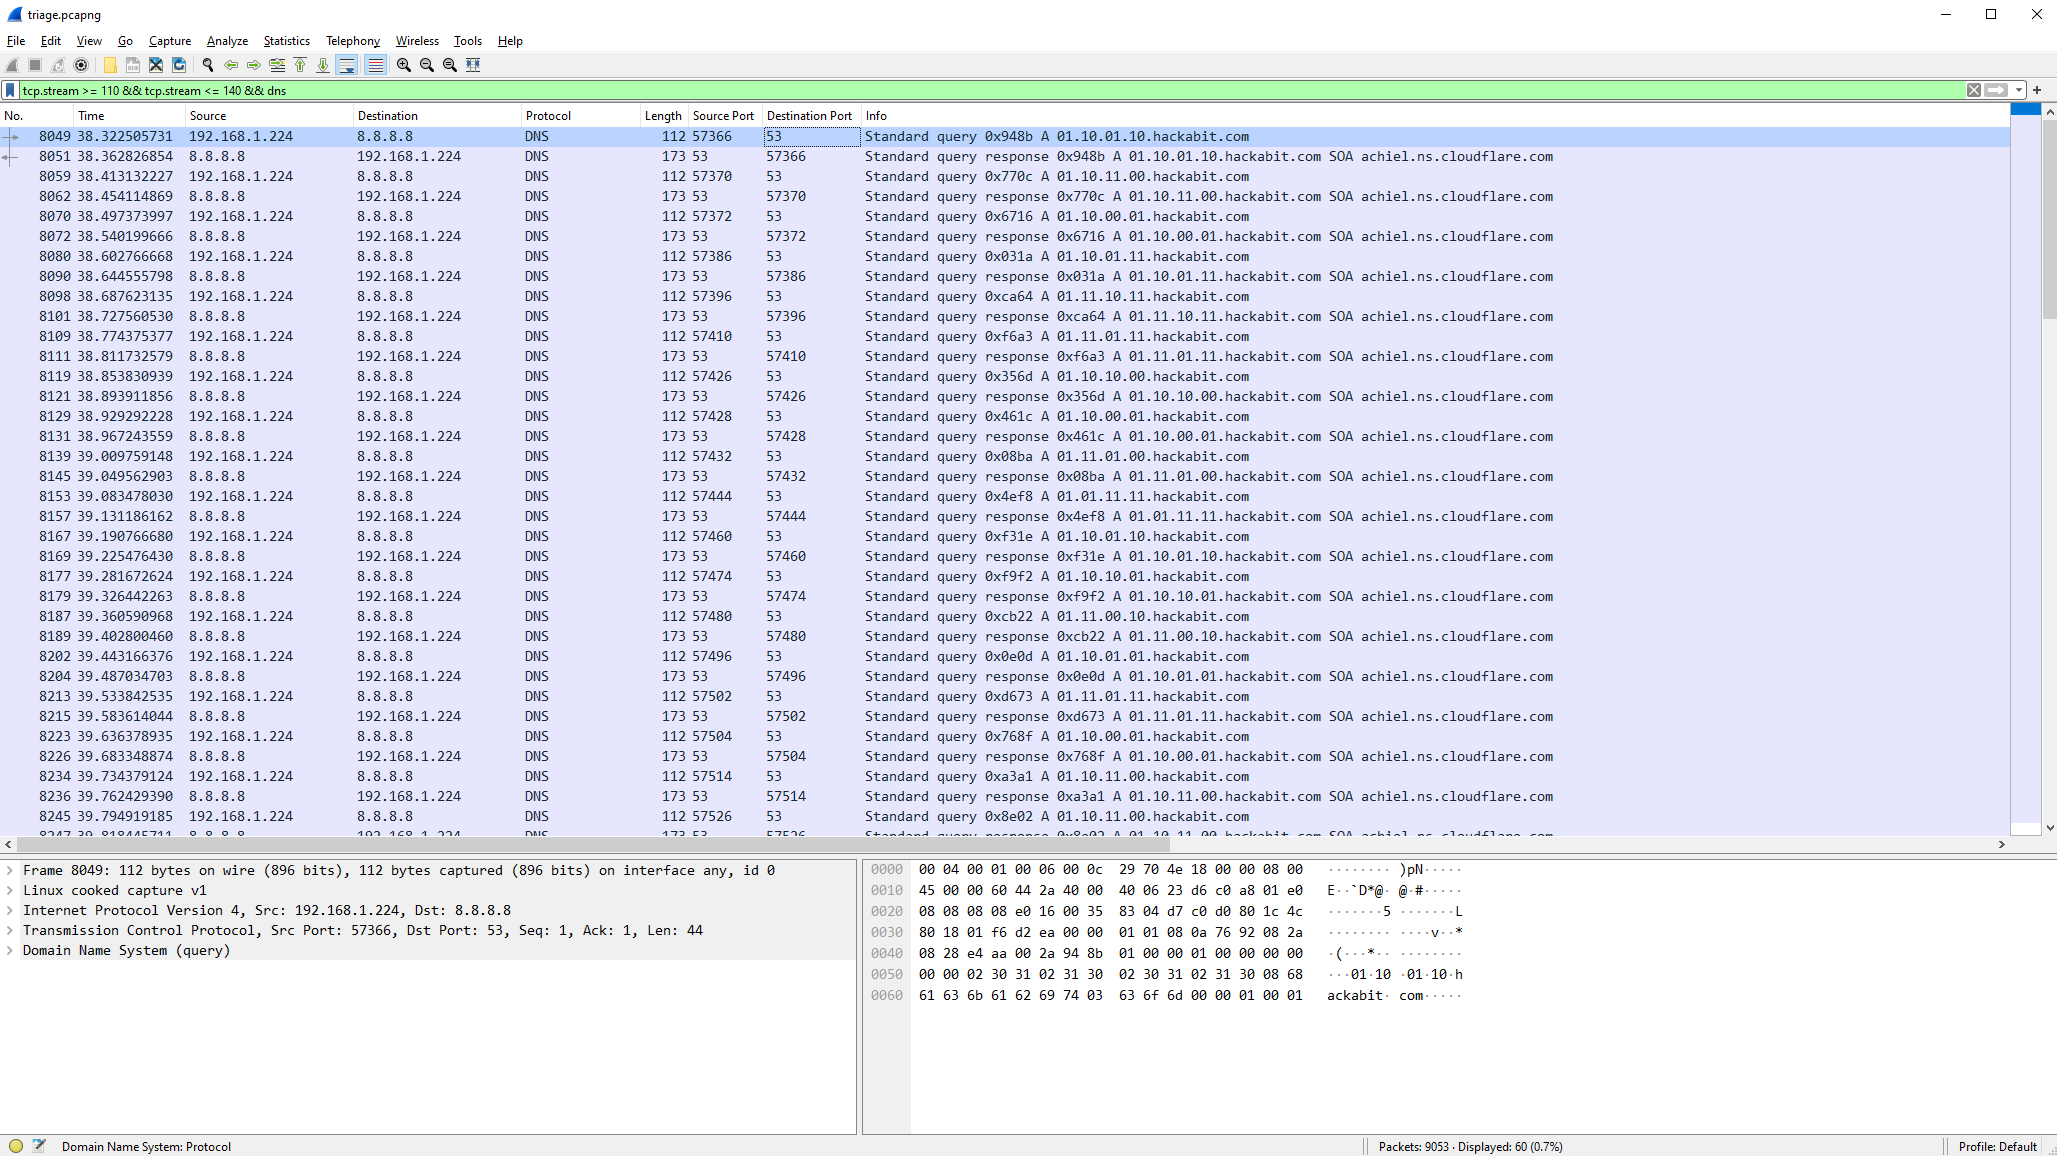 triage.pcapng
File Edit View Go Capture Analyze Statistics Telephony Wireless Tools Help
tcp.stream >= 110 && tcp.stream <= 140 && dns
No. Time Source Destination Protocol Length Source Port Destination Port Info
8049 38.322505731 192.168.1.224 8.8.8.8 DNS 112 57366 53 Standard query 0x948b A 01.10.01.10.hackabit.com
8051 38.362826854 8.8.8.8 192.168.1.224 DNS 173 53 57366 Standard query response 0x948b A 01.10.01.10.hackabit.com SOA achiel.ns.cloudflare.com
8059 38.413132227 192.168.1.224 8.8.8.8 DNS 112 57370 53 Standard query 0x770c A 01.10.11.00.hackabit.com
8062 38.454114869 8.8.8.8 192.168.1.224 DNS 173 53 57370 Standard query response 0x770c A 01.10.11.00.hackabit.com SOA achiel.ns.cloudflare.com
8070 38.497373997 192.168.1.224 8.8.8.8 DNS 112 57372 53 Standard query 0x6716 A 01.10.00.01.hackabit.com
8072 38.540199666 8.8.8.8 192.168.1.224 DNS 173 53 57372 Standard query response 0x6716 A 01.10.00.01.hackabit.com SOA achiel.ns.cloudflare.com
8080 38.602766668 192.168.1.224 8.8.8.8 DNS 112 57386 53 Standard query 0x031a A 01.10.01.11.hackabit.com
8090 38.644555798 8.8.8.8 192.168.1.224 DNS 173 53 57386 Standard query response 0x031a A 01.10.01.11.hackabit.com SOA achiel.ns.cloudflare.com
8098 38.687623135 192.168.1.224 8.8.8.8 DNS 112 57396 53 Standard query 0xca64 A 01.11.10.11.hackabit.com
8101 38.727560530 8.8.8.8 192.168.1.224 DNS 173 53 57396 Standard query response 0xca64 A 01.11.10.11.hackabit.com SOA achiel.ns.cloudflare.com
8109 38.774375377 192.168.1.224 8.8.8.8 DNS 112 57410 53 Standard query 0xf6a3 A 01.11.01.11.hackabit.com
8111 38.811732579 8.8.8.8 192.168.1.224 DNS 173 53 57410 Standard query response 0xf6a3 A 01.11.01.11.hackabit.com SOA achiel.ns.cloudflare.com
8119 38.853830939 192.168.1.224 8.8.8.8 DNS 112 57426 53 Standard query 0x356d A 01.10.10.00.hackabit.com
8121 38.893911856 8.8.8.8 192.168.1.224 DNS 173 53 57426 Standard query response 0x356d A 01.10.10.00.hackabit.com SOA achiel.ns.cloudflare.com
8129 38.929292228 192.168.1.224 8.8.8.8 DNS 112 57428 53 Standard query 0x461c A 01.10.00.01.hackabit.com
8131 38.967243559 8.8.8.8 192.168.1.224 DNS 173 53 57428 Standard query response 0x461c A 01.10.00.01.hackabit.com SOA achiel.ns.cloudflare.com
8139 39.009759148 192.168.1.224 8.8.8.8 DNS 112 57432 53 Standard query 0x08ba A 01.11.01.00.hackabit.com
8145 39.049562903 8.8.8.8 192.168.1.224 DNS 173 53 57432 Standard query response 0x08ba A 01.11.01.00.hackabit.com SOA achiel.ns.cloudflare.com
8153 39.083478030 192.168.1.224 8.8.8.8 DNS 112 57444 53 Standard query 0x4ef8 A 01.01.11.11.hackabit.com
8157 39.131186162 8.8.8.8 192.168.1.224 DNS 173 53 57444 Standard query response 0x4ef8 A 01.01.11.11.hackabit.com SOA achiel.ns.cloudflare.com
8167 39.190766680 192.168.1.224 8.8.8.8 DNS 112 57460 53 Standard query 0xf31e A 01.10.01.10.hackabit.com
8169 39.225476430 8.8.8.8 192.168.1.224 DNS 173 53 57460 Standard query response 0xf31e A 01.10.01.10.hackabit.com SOA achiel.ns.cloudflare.com
8177 39.281672624 192.168.1.224 8.8.8.8 DNS 112 57474 53 Standard query 0xf9f2 A 01.10.10.01.hackabit.com
8179 39.326442263 8.8.8.8 192.168.1.224 DNS 173 53 57474 Standard query response 0xf9f2 A 01.10.10.01.hackabit.com SOA achiel.ns.cloudflare.com
8187 39.360590968 192.168.1.224 8.8.8.8 DNS 112 57480 53 Standard query 0xcb22 A 01.11.00.10.hackabit.com
8189 39.402800460 8.8.8.8 192.168.1.224 DNS 173 53 57480 Standard query response 0xcb22 A 01.11.00.10.hackabit.com SOA achiel.ns.cloudflare.com
8202 39.443166376 192.168.1.224 8.8.8.8 DNS 112 57496 53 Standard query 0x0e0d A 01.10.01.01.hackabit.com
8204 39.487034703 8.8.8.8 192.168.1.224 DNS 173 53 57496 Standard query response 0x0e0d A 01.10.01.01.hackabit.com SOA achiel.ns.cloudflare.com
8213 39.533842535 192.168.1.224 8.8.8.8 DNS 112 57502 53 Standard query 0xd673 A 01.11.01.11.hackabit.com
8215 39.583614044 8.8.8.8 192.168.1.224 DNS 173 53 57502 Standard query response 0xd673 A 01.11.01.11.hackabit.com SOA achiel.ns.cloudflare.com
8223 39.636378935 192.168.1.224 8.8.8.8 DNS 112 57504 53 Standard query 0x768f A 01.10.00.01.hackabit.com
8226 39.683348874 8.8.8.8 192.168.1.224 DNS 173 53 57504 Standard query response 0x768f A 01.10.00.01.hackabit.com SOA achiel.ns.cloudflare.com
8234 39.734379124 192.168.1.224 8.8.8.8 DNS 112 57514 53 Standard query 0xa3a1 A 01.10.11.00.hackabit.com
8236 39.762429390 8.8.8.8 192.168.1.224 DNS 173 53 57514 Standard query response 0xa3a1 A 01.10.11.00.hackabit.com SOA achiel.ns.cloudflare.com
8245 39.794919185 192.168.1.224 8.8.8.8 DNS 112 57526 53 Standard query 0x8e02 A 01.10.11.00.hackabit.com
8247 39.818445711 8.8.8.8 192.168.1.224 DNS 173 53 57526 Standard query response 0x8e02 A 01.10.11.00.hackabit.com SOA achiel.ns.cloudflare.com
Frame 8049: 112 bytes on wire (896 bits), 112 bytes captured (896 bits) on interface any, id 0
Linux cooked capture v1
Internet Protocol Version 4, Src: 192.168.1.224, Dst: 8.8.8.8
Transmission Control Protocol, Src Port: 57366, Dst Port: 53, Seq: 1, Ack: 1, Len: 44
Domain Name System (query)
0000 00 04 00 01 00 06 00 0c 29 70 4e 18 00 00 08 00 ········ )pN·····
0010 45 00 00 60 44 2a 40 00 40 06 23 d6 c0 a8 01 e0 E··`D*@· @·#·····
0020 08 08 08 08 e0 16 00 35 83 04 d7 c0 d0 80 1c 4c ·······5 ·······L
0030 80 18 01 f6 d2 ea 00 00 01 01 08 0a 76 92 08 2a ········ ····v··*
0040 08 28 e4 aa 00 2a 94 8b 01 00 00 01 00 00 00 00 ·(···*·· ········
0050 00 00 02 30 31 02 31 30 02 30 31 02 31 30 08 68 ···01·10 ·01·10·h
0060 61 63 6b 61 62 69 74 03 63 6f 6d 00 00 01 00 01 ackabit· com·····
Domain Name System: Protocol
Packets: 9053 · Displayed: 60 (0.7%)
Profile: Default